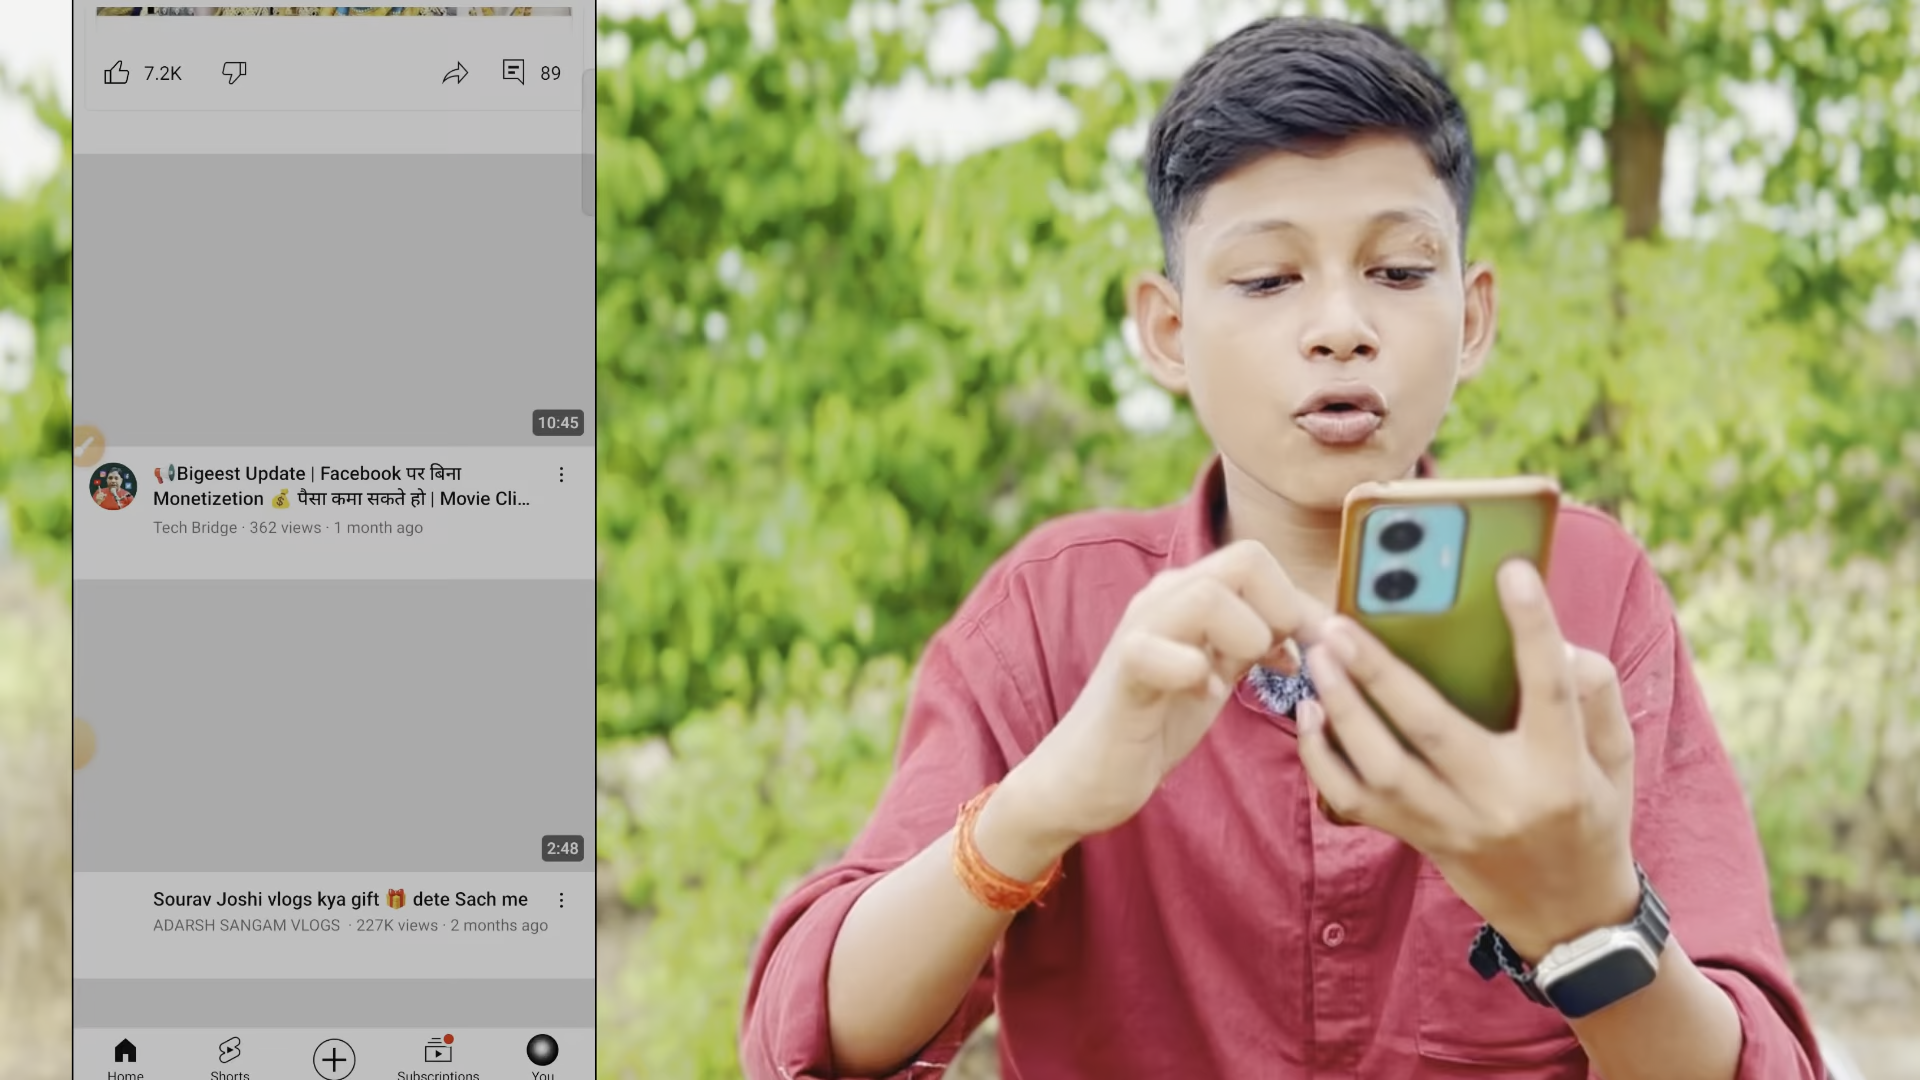 7.2K
89
10:45
📢Bigeest Update | Facebook पर बिना
Monetizetion 💰 पैसा कमा सकते हो | Movie Cli...
Tech Bridge · 362 views · 1 month ago
2:48
Sourav Joshi vlogs kya gift 🎁 dete Sach me
ADARSH SANGAM VLOGS · 227K views · 2 months ago
Home
Shorts
Subscriptions
You